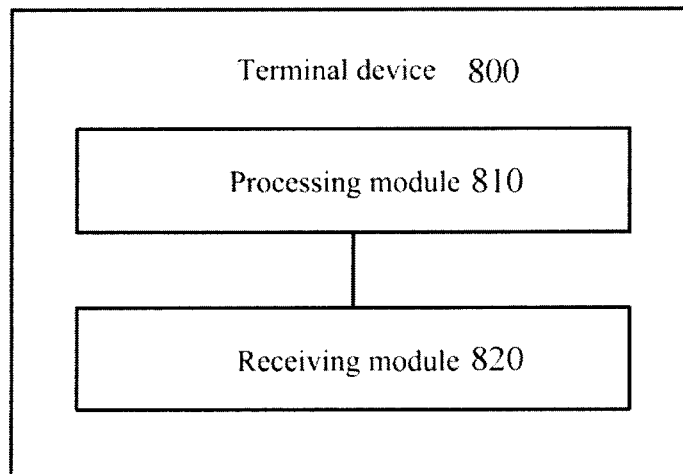 Terminal device 800
Processing module 810
Receiving module 820